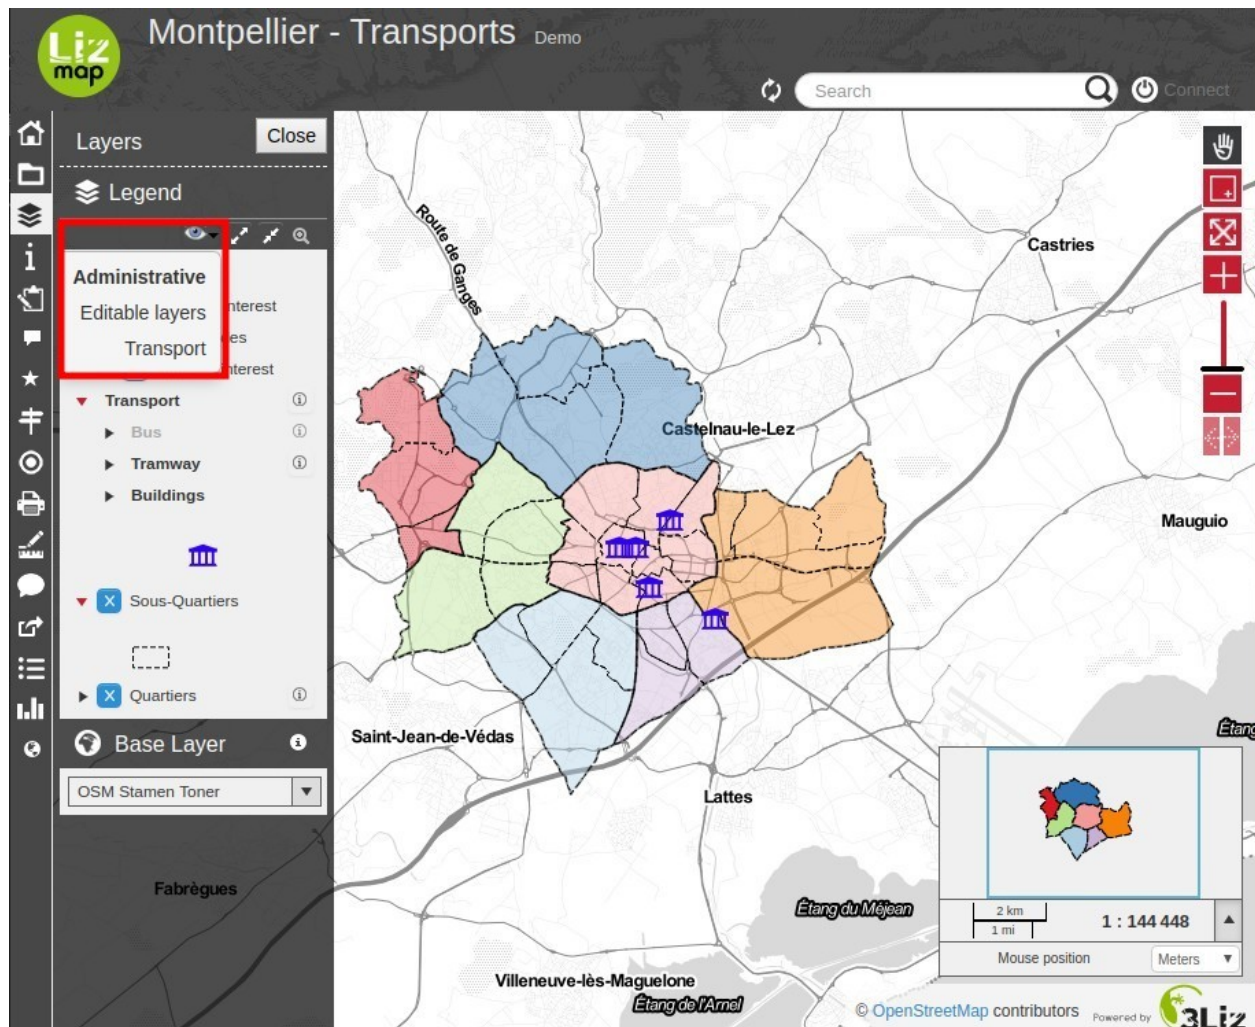 Liz
map
Montpellier - Transports Demo
Search
Connect
Layers
Close
Legend
Administrative
Editable layers
Transport
nterest
es
nterest
Transport
Bus
Tramway
Buildings
X Sous-Quartiers
X Quartiers
Base Layer
OSM Stamen Toner
Route de Ganges
Castries
Castelnau-le-Lez
Mauguio
Saint-Jean-de-Védas
Étang
Lattes
Fabrègues
Étang du Méjean
Villeneuve-lès-Maguelone
Étang de l'Arnel
2 km
1 mi
1 : 144 448
Mouse position
Meters
© OpenStreetMap contributors
Powered by 3Liz